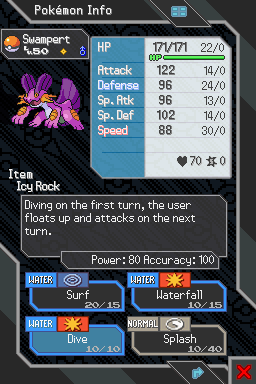 Pokémon Info
Swampert
Lv.50
HP 171/171 22/0
HP
Attack 122 14/0
Defense 96 24/0
Sp. Atk 96 13/0
Sp. Def 102 14/0
Speed 88 30/0
70 0
Item
Icy Rock
Diving on the first turn, the user
floats up and attacks on the next
turn.
Power: 80 Accuracy: 100
WATER WATER
Surf Waterfall
20/15 10/15
WATER NORMAL
Dive Splash
10/10 10/40